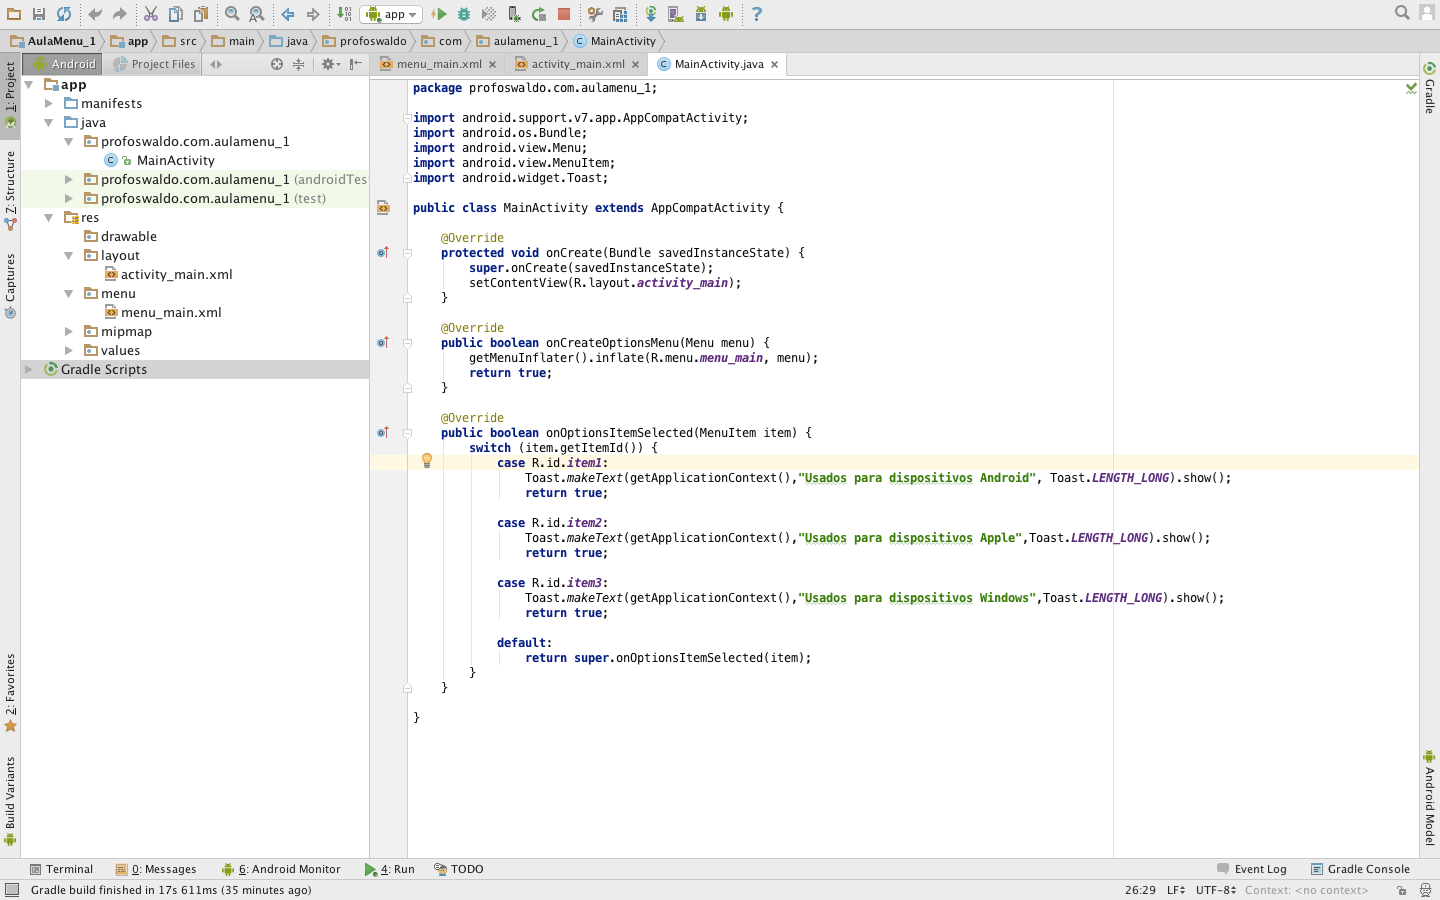 app
AulaMenu_1
app
src
main
java
profoswaldo
com
aulamenu_1
MainActivity
Android
Project Files
menu_main.xml
activity_main.xml
MainActivity.java
1: Project
Z: Structure
Captures
2: Favorites
Build Variants
app
manifests
java
profoswaldo.com.aulamenu_1
MainActivity
profoswaldo.com.aulamenu_1 (androidTes
profoswaldo.com.aulamenu_1 (test)
res
drawable
layout
activity_main.xml
menu
menu_main.xml
mipmap
values
Gradle Scripts
package profoswaldo.com.aulamenu_1;
import android.support.v7.app.AppCompatActivity;
import android.os.Bundle;
import android.view.Menu;
import android.view.MenuItem;
import android.widget.Toast;
public class MainActivity extends AppCompatActivity {
@Override
protected void onCreate(Bundle savedInstanceState) {
super.onCreate(savedInstanceState);
setContentView(R.layout.activity_main);
}
@Override
public boolean onCreateOptionsMenu(Menu menu) {
getMenuInflater().inflate(R.menu.menu_main, menu);
return true;
}
@Override
public boolean onOptionsItemSelected(MenuItem item) {
switch (item.getItemId()) {
case R.id.item1:
Toast.makeText(getApplicationContext(),"Usados para dispositivos Android", Toast.LENGTH_LONG).show();
return true;
case R.id.item2:
Toast.makeText(getApplicationContext(),"Usados para dispositivos Apple",Toast.LENGTH_LONG).show();
return true;
case R.id.item3:
Toast.makeText(getApplicationContext(),"Usados para dispositivos Windows",Toast.LENGTH_LONG).show();
return true;
default:
return super.onOptionsItemSelected(item);
}
}
}
Gradle
Android Model
Terminal
0: Messages
6: Android Monitor
4: Run
TODO
Event Log
Gradle Console
Gradle build finished in 17s 611ms (35 minutes ago)
26:29
LF
UTF-8
Context: <no context>